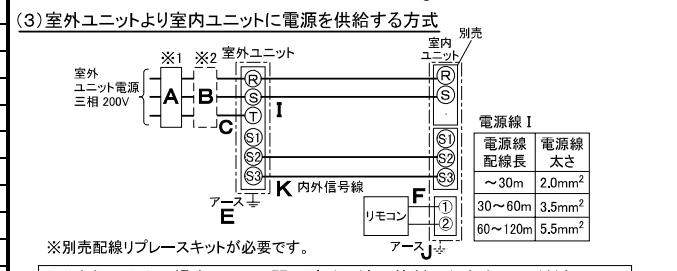 (3)室外ユニットより室内ユニットに電源を供給する方式
別売
※1 ※2 室外ユニット 室内
ユニット
室外
ユニット電源
三相 200V
A B C I
R S T S1 S2 S3
R S S1 S2 S3
K 内外信号線
アース
E
F
リモコン
① ②
アース J
電源線 I
電源線配線長 電源線太さ
～30m 2.0mm²
30～60m 3.5mm²
60～120m 5.5mm²
※別売配線リプレースキットが必要です。